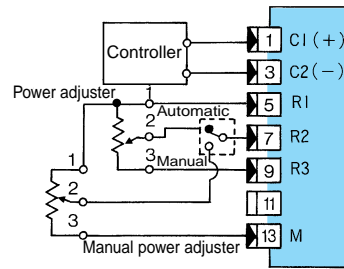 Controller
1 C1(+)
3 C2(-)
Power adjuster
1
5 R1
Automatic
2
7 R2
3 Manual
9 R3
1
2
11
3
Manual power adjuster
13 M